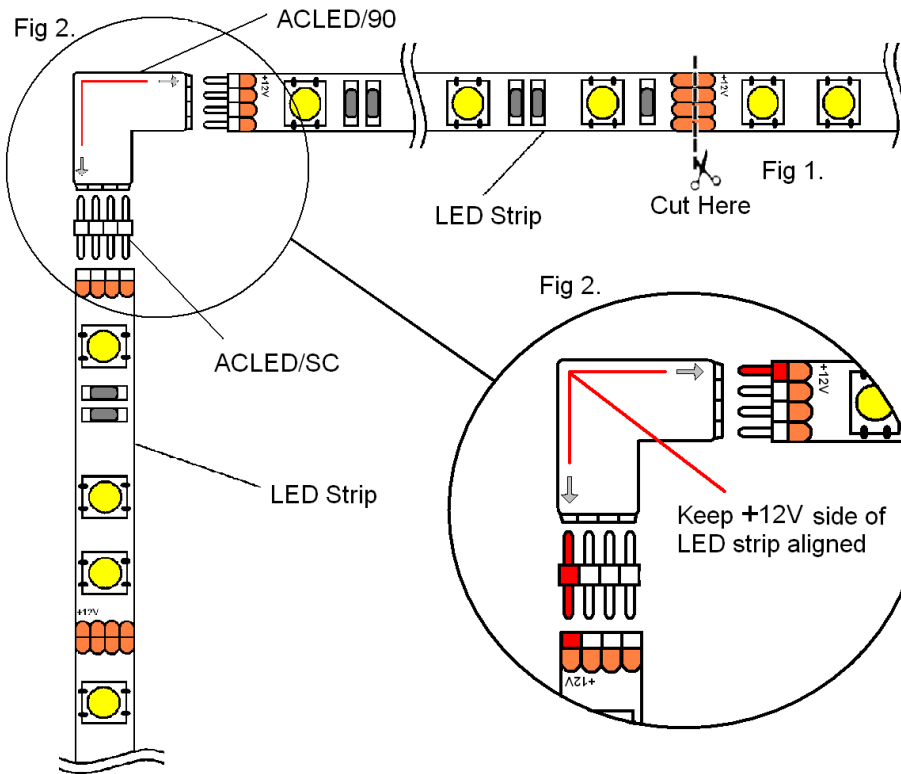 ACLED/90
Fig 2.
+12V
+12V
Fig 1.
LED Strip
Cut Here
Fig 2.
ACLED/SC
+12V
LED Strip
Keep +12V side of
LED strip aligned
+12V
+12V